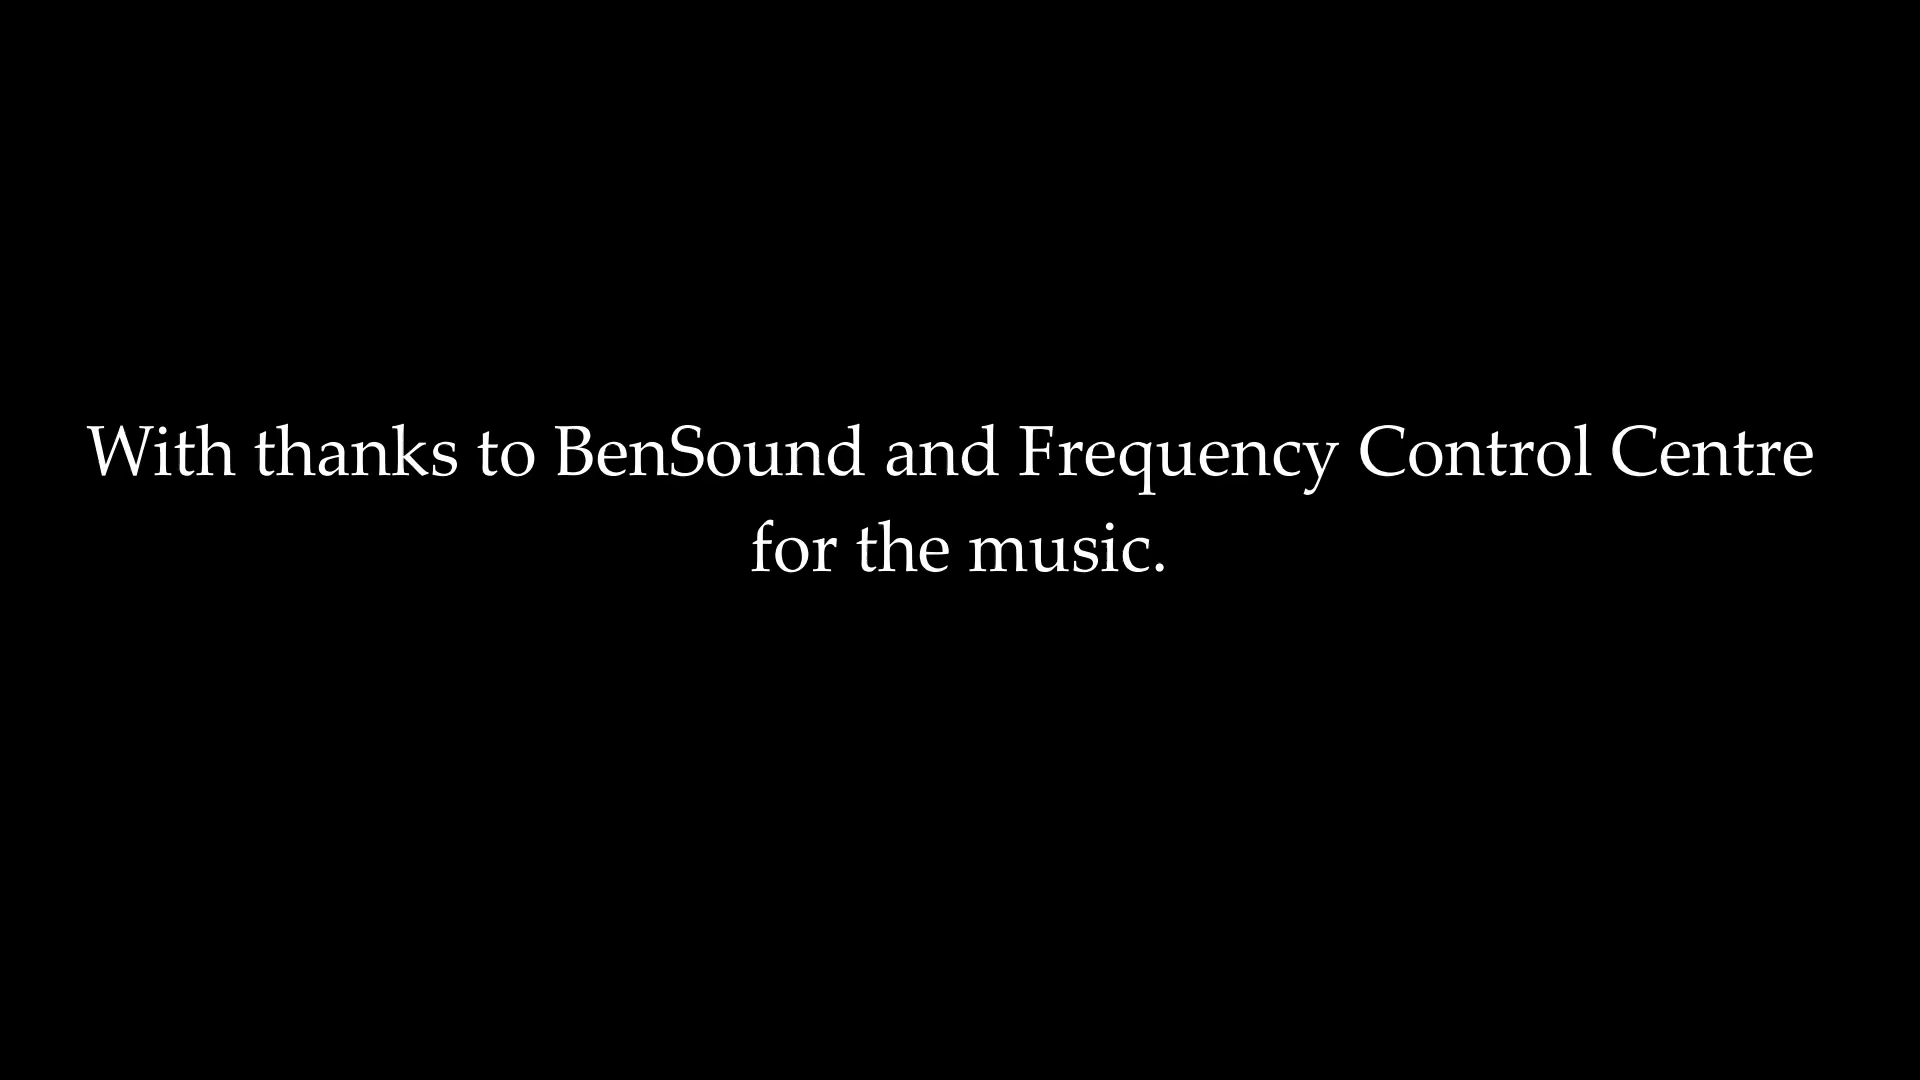 With thanks to BenSound and Frequency Control Centre
for the music.